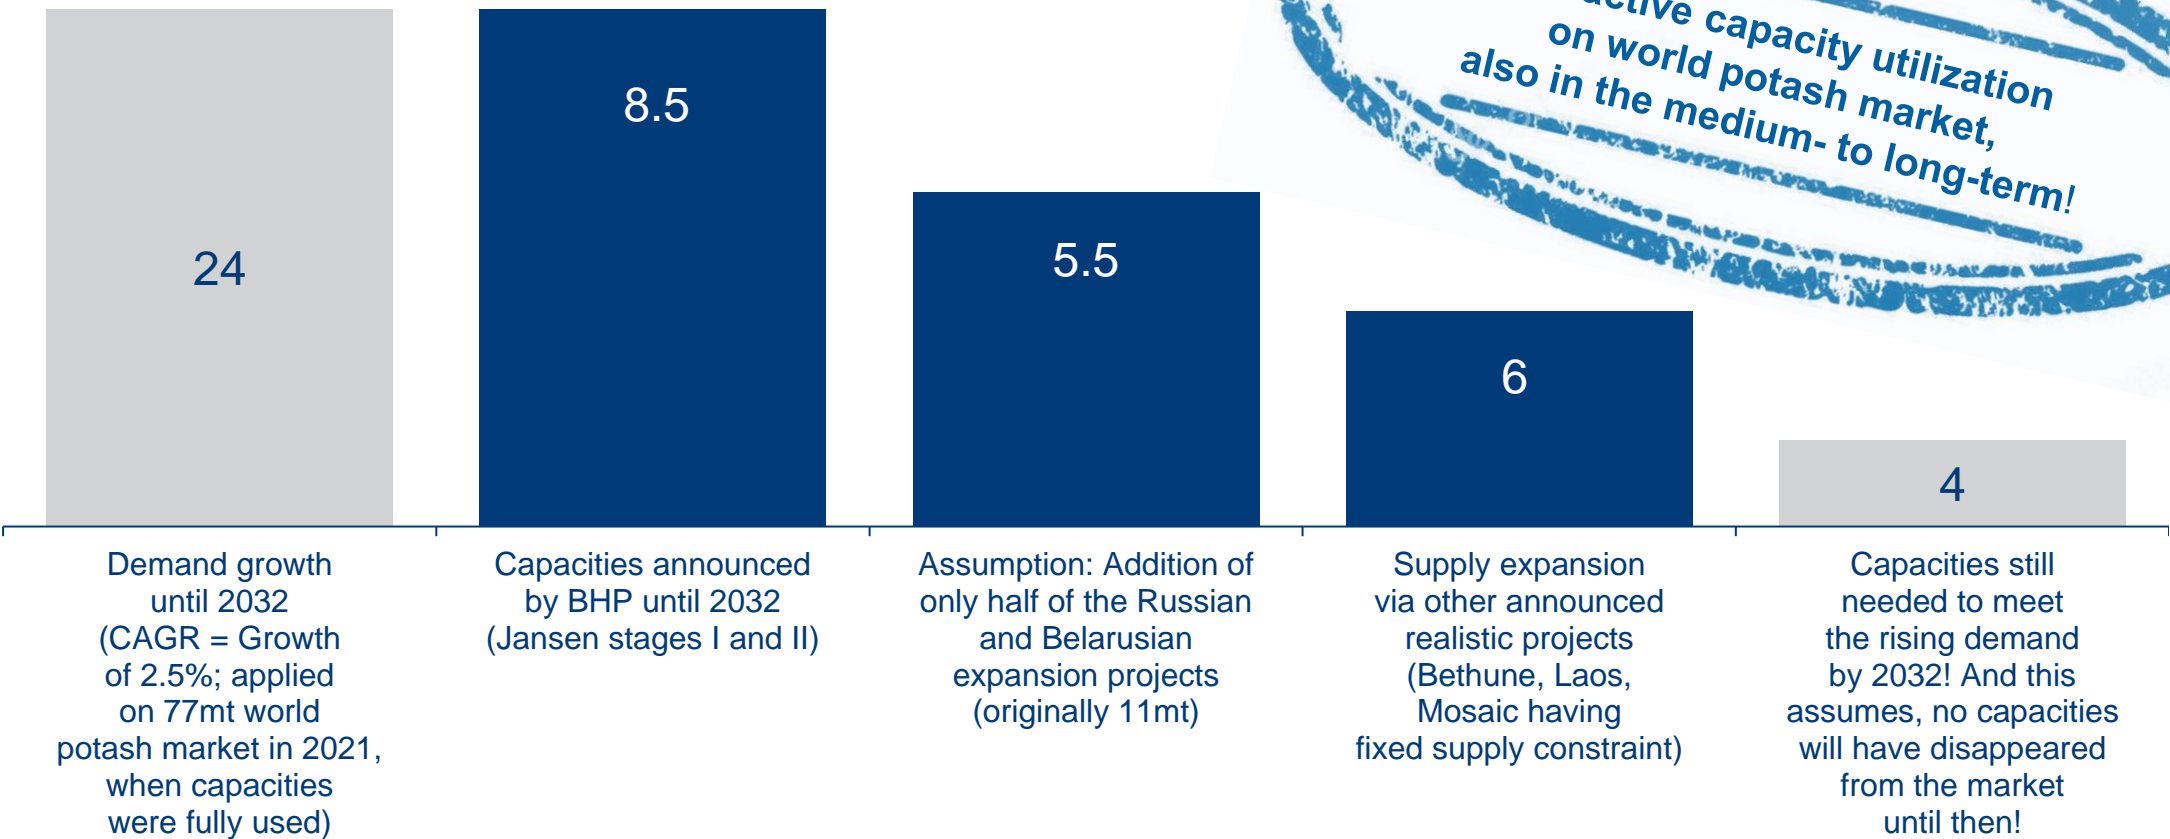 capacity utilization
on world potash market,
also in the medium- to long-term!
24
8.5
5.5
6
4
Demand growth
until 2032
(CAGR = Growth
of 2.5%; applied
on 77mt world
potash market in 2021,
when capacities
were fully used)
Capacities announced
by BHP until 2032
(Jansen stages I and II)
Assumption: Addition of
only half of the Russian
and Belarusian
expansion projects
(originally 11mt)
Supply expansion
via other announced
realistic projects
(Bethune, Laos,
Mosaic having
fixed supply constraint)
Capacities still
needed to meet
the rising demand
by 2032! And this
assumes, no capacities
will have disappeared
from the market
until then!